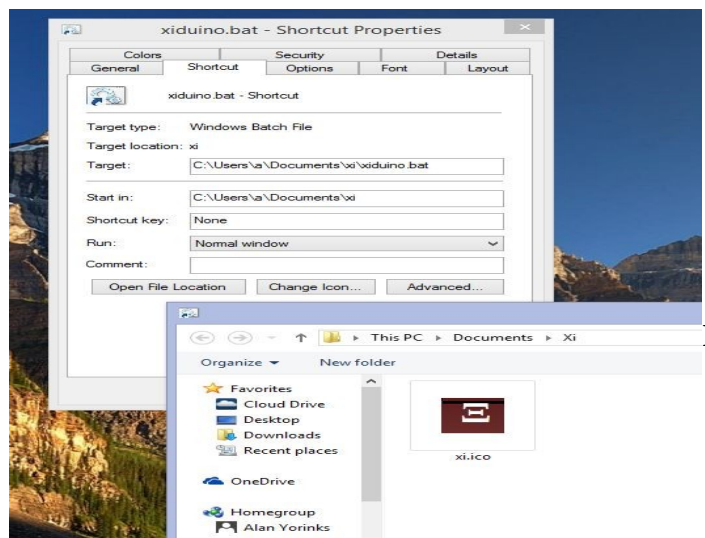 xiduino.bat - Shortcut Properties
Colors Security Details
General Shortcut Options Font Layout
xiduino.bat - Shortcut
Target type: Windows Batch File
Target location: xi
Target: C:\Users\a\Documents\xi\xiduino.bat
Start in: C:\Users\a\Documents\xi
Shortcut key: None
Run: Normal window
Comment:
Open File Location Change Icon... Advanced...
This PC Documents Xi
Organize New folder
Favorites
Cloud Drive
Desktop
Downloads
Recent places
xi.ico
OneDrive
Homegroup
Alan Yorinks